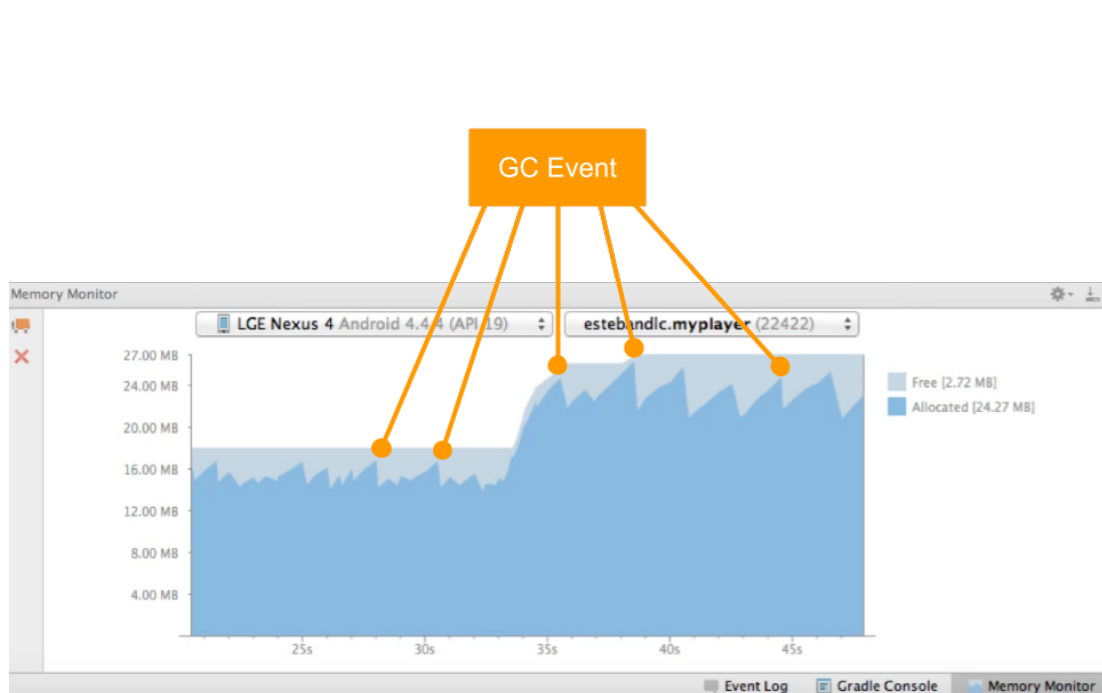 GC Event
Memory Monitor
LGE Nexus 4 Android 4.4.4 (API 19)
estebandlc.myplayer (22422)
27.00 MB
24.00 MB
20.00 MB
16.00 MB
12.00 MB
8.00 MB
4.00 MB
Free [2.72 MB]
Allocated [24.27 MB]
25s
30s
35s
40s
45s
Event Log
Gradle Console
Memory Monitor